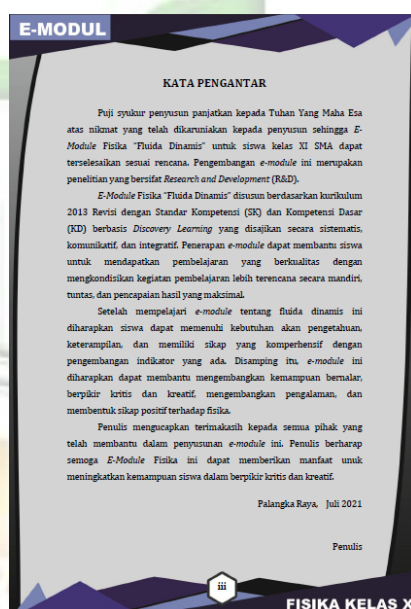 E-MODUL
KATA PENGANTAR
Puji syukur penyusun panjatkan kepada Tuhan Yang Maha Esa
atas nikmat yang telah dikaruniakan kepada penyusun sehingga E-
Module Fisika "Fluida Dinamis" untuk siswa kelas XI SMA dapat
terselesaikan sesuai rencana. Pengembangan e-module ini merupakan
penelitian yang bersifat Research and Development (R&D).
E-Module Fisika "Fluida Dinamis" disusun berdasarkan kurikulum
2013 Revisi dengan Standar Kompetensi (SK) dan Kompetensi Dasar
(KD) berbasis Discovery Learning yang disajikan secara sistematis,
komunikatif, dan integratif. Penerapan e-module dapat membantu siswa
untuk mendapatkan pembelajaran yang berkualitas dengan
mengkondisikan kegiatan pembelajaran lebih terencana secara mandiri,
tuntas, dan pencapaian hasil yang maksimal.
Setelah mempelajari e-module tentang fluida dinamis ini
diharapkan siswa dapat memenuhi kebutuhan akan pengetahuan,
keterampilan, dan memiliki sikap yang komperhensif dengan
pengembangan indikator yang ada. Disamping itu, e-module ini
diharapkan dapat membantu mengembangkan kemampuan bernalar,
berpikir kritis dan kreatif, mengembangkan pengalaman, dan
membentuk sikap positif terhadap fisika.
Penulis mengucapkan terimakasih kepada semua pihak yang
telah membantu dalam penyusunan e-module ini. Penulis berharap
semoga E-Module Fisika ini dapat memberikan manfaat unuk
meningkatkan kemampuan siswa dalam berpikir kritis dan kreatif.
Palangka Raya, Juli 2021
Penulis
iii
FISIKA KELAS X